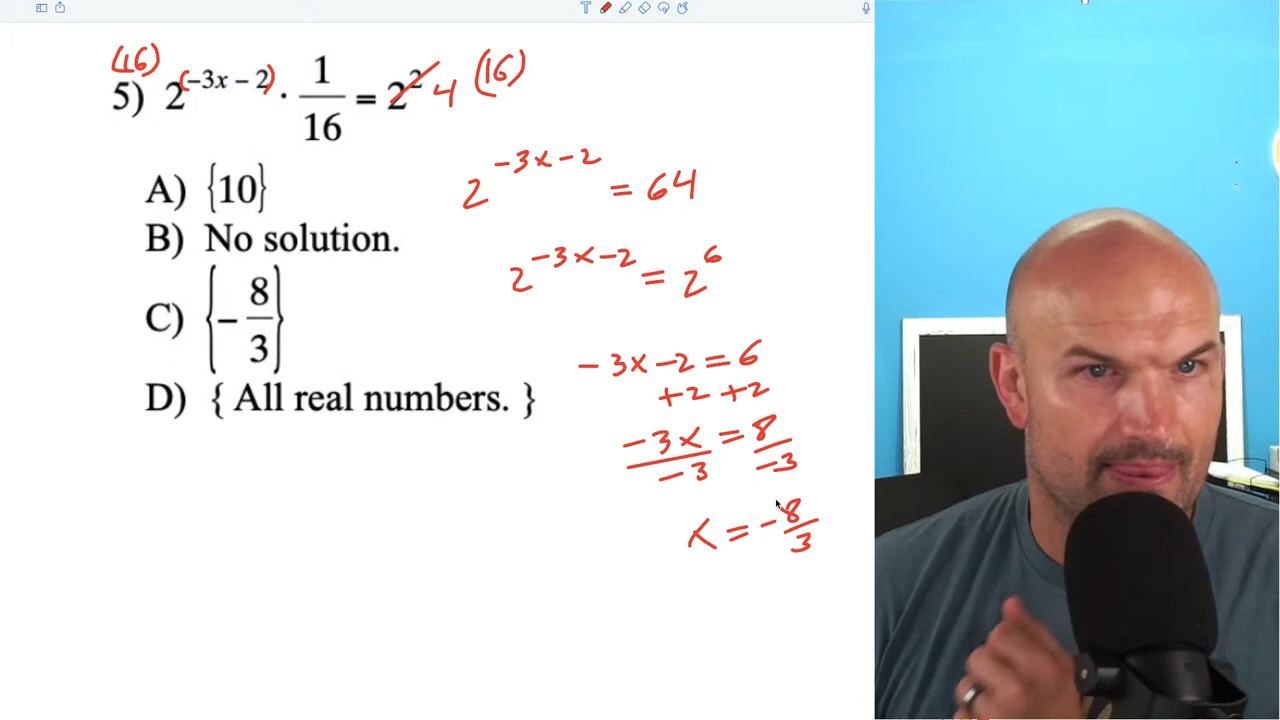 (16)
5) 2^(-3x - 2) · 1/16 = 2^2 4 (16)
2^-3x-2 = 64
A) {10}
B) No solution.
2^-3x-2 = 2^6
C) {- 8/3}
-3x-2 = 6
+2 +2
D) { All real numbers. }
-3x/-3 = 8/-3
x = -8/3